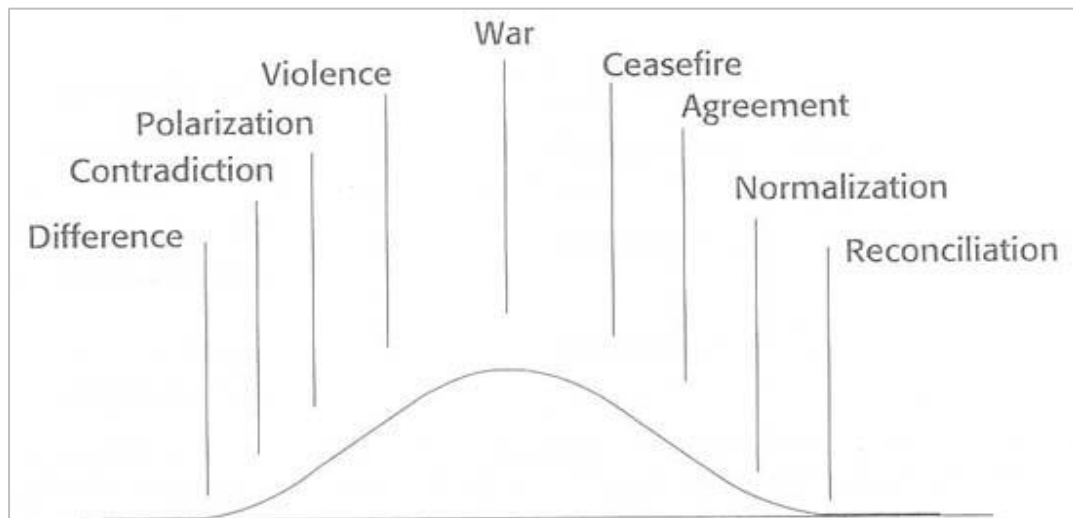 War
Violence
Ceasefire
Polarization
Agreement
Contradiction
Normalization
Difference
Reconciliation